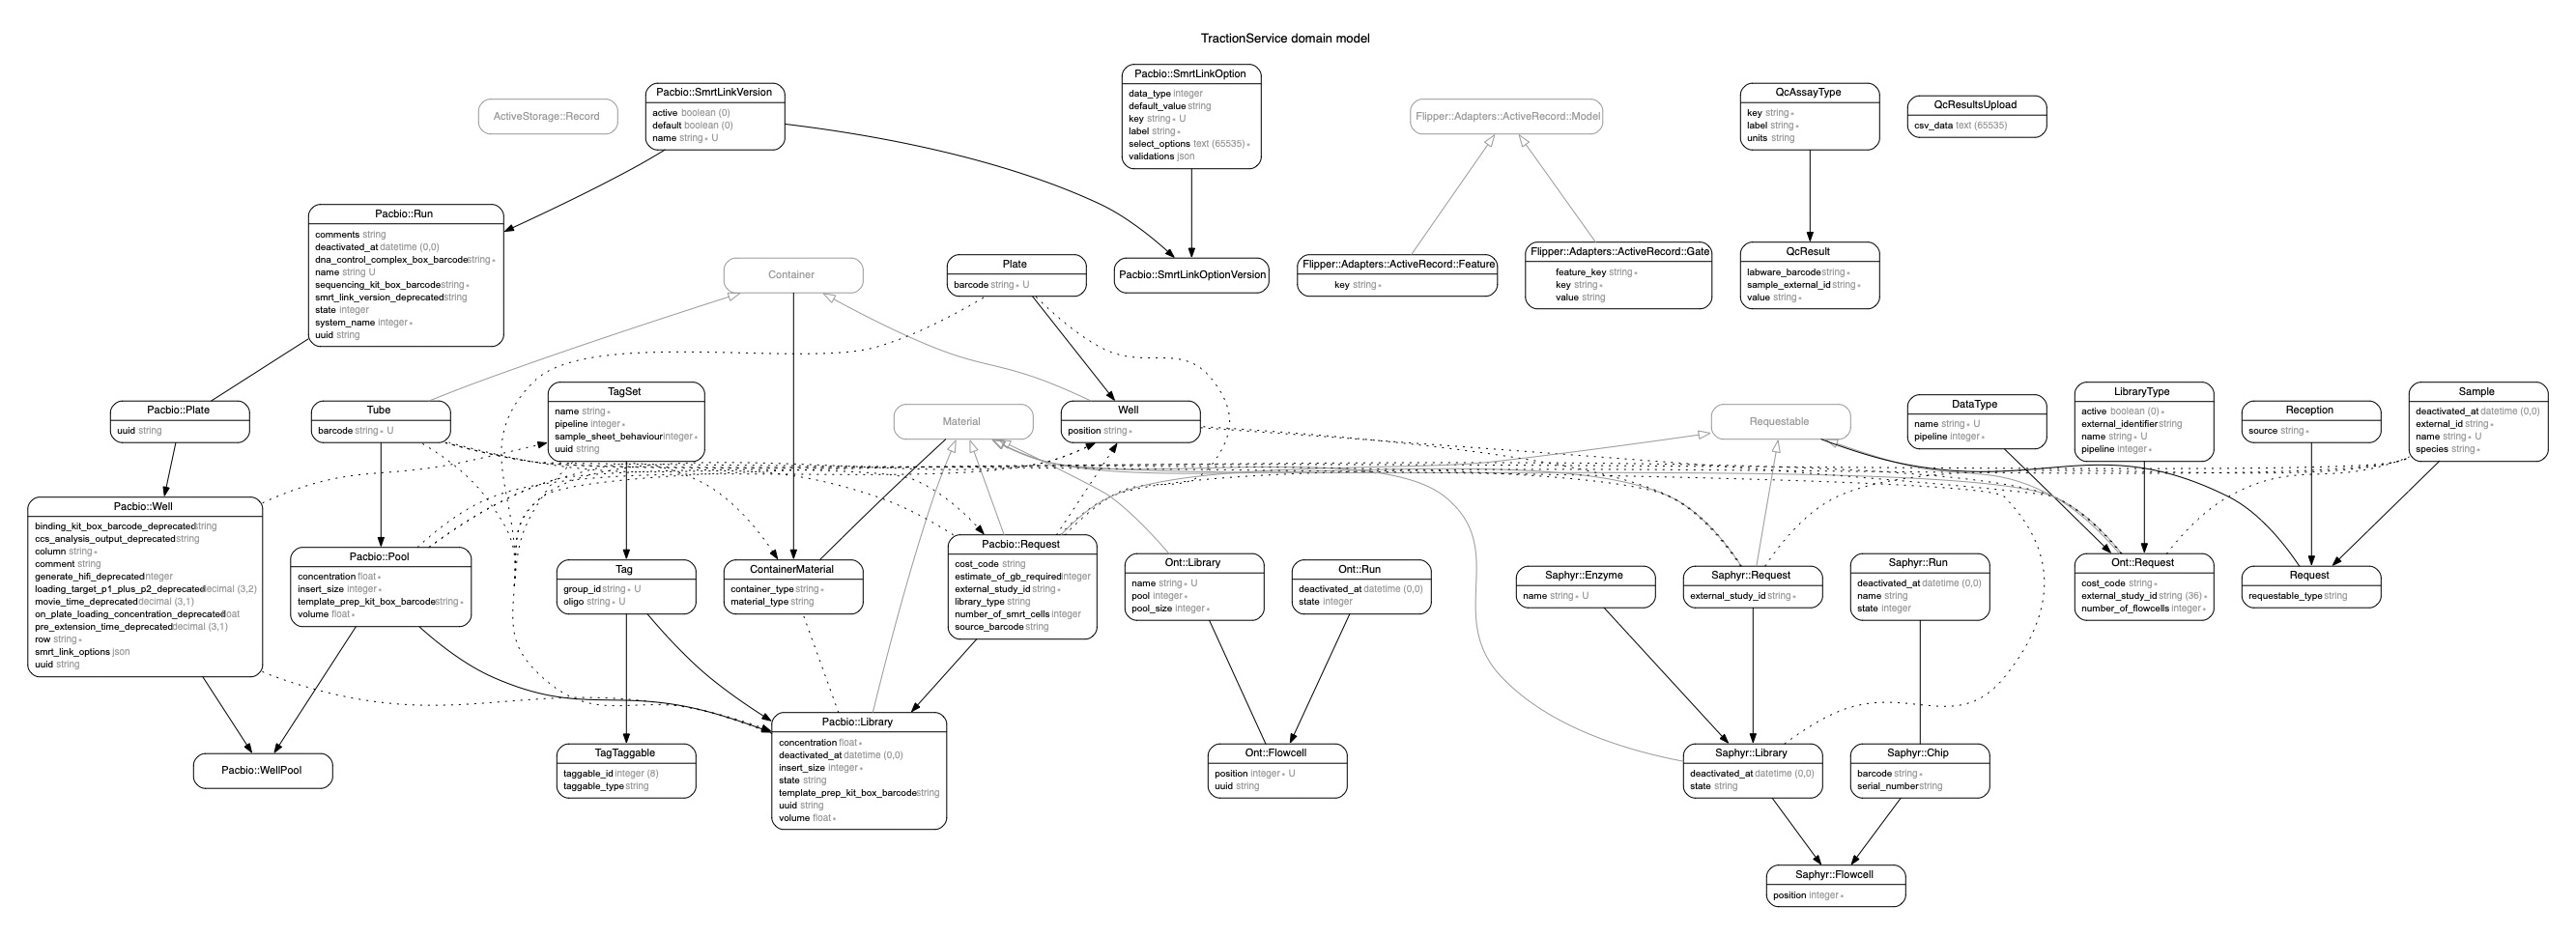 TractionService domain model
Pacbio::SmrtLinkVersion
active boolean (0)
default boolean (0)
name string ∗ U
Pacbio::SmrtLinkOption
data_type integer
default_value string
key string ∗ U
label string ∗
select_options text (65535) ∗
validations json
ActiveStorage::Record
Flipper::Adapters::ActiveRecord::Model
QcAssayType
key string ∗
label string ∗
units string
QcResultsUpload
csv_data text (65535)
Pacbio::Run
comments string
deactivated_at datetime (0,0)
dna_control_complex_box_barcode string ∗
name string U
sequencing_kit_box_barcode string ∗
smrt_link_version_deprecated string
state integer
system_name integer ∗
uuid string
Container
Plate
barcode string ∗ U
Pacbio::SmrtLinkOptionVersion
Flipper::Adapters::ActiveRecord::Feature
key string ∗
Flipper::Adapters::ActiveRecord::Gate
feature_key string ∗
key string ∗
value string
QcResult
labware_barcode string ∗
sample_external_id string ∗
value string ∗
Pacbio::Plate
uuid string
Tube
barcode string ∗ U
TagSet
name string ∗
pipeline integer ∗
sample_sheet_behaviour integer ∗
uuid string
Material
Well
position string ∗
Requestable
DataType
name string ∗ U
pipeline integer ∗
LibraryType
active boolean (0) ∗
external_identifier string
name string ∗ U
pipeline integer ∗
Reception
source string ∗
Sample
deactivated_at datetime (0,0)
external_id string ∗
name string ∗ U
species string ∗
Pacbio::Well
binding_kit_box_barcode_deprecated string
ccs_analysis_output_deprecated string
column string ∗
comment string
generate_hifi_deprecated integer
loading_target_p1_plus_p2_deprecated decimal (3,2)
movie_time_deprecated decimal (3,1)
on_plate_loading_concentration_deprecated float
pre_extension_time_deprecated decimal (3,1)
row string ∗
smrt_link_options json
uuid string
Pacbio::Pool
concentration float ∗
insert_size integer ∗
template_prep_kit_box_barcode string ∗
volume float ∗
Tag
group_id string ∗ U
oligo string ∗ U
ContainerMaterial
container_type string ∗
material_type string
Pacbio::Request
cost_code string
estimate_of_gb_required integer
external_study_id string ∗
library_type string
number_of_smrt_cells integer
source_barcode string
Ont::Library
name string ∗ U
pool integer ∗
pool_size integer ∗
Ont::Run
deactivated_at datetime (0,0)
state integer
Saphyr::Enzyme
name string ∗ U
Saphyr::Request
external_study_id string ∗
Saphyr::Run
deactivated_at datetime (0,0)
name string
state integer
Ont::Request
cost_code string ∗
external_study_id string (36) ∗
number_of_flowcells integer ∗
Request
requestable_type string
Pacbio::WellPool
TagTaggable
taggable_id integer (8)
taggable_type string
Pacbio::Library
concentration float ∗
deactivated_at datetime (0,0)
insert_size integer ∗
state string
template_prep_kit_box_barcode string
uuid string
volume float ∗
Ont::Flowcell
position integer ∗ U
uuid string
Saphyr::Library
deactivated_at datetime (0,0)
state string
Saphyr::Chip
barcode string ∗
serial_number string
Saphyr::Flowcell
position integer ∗